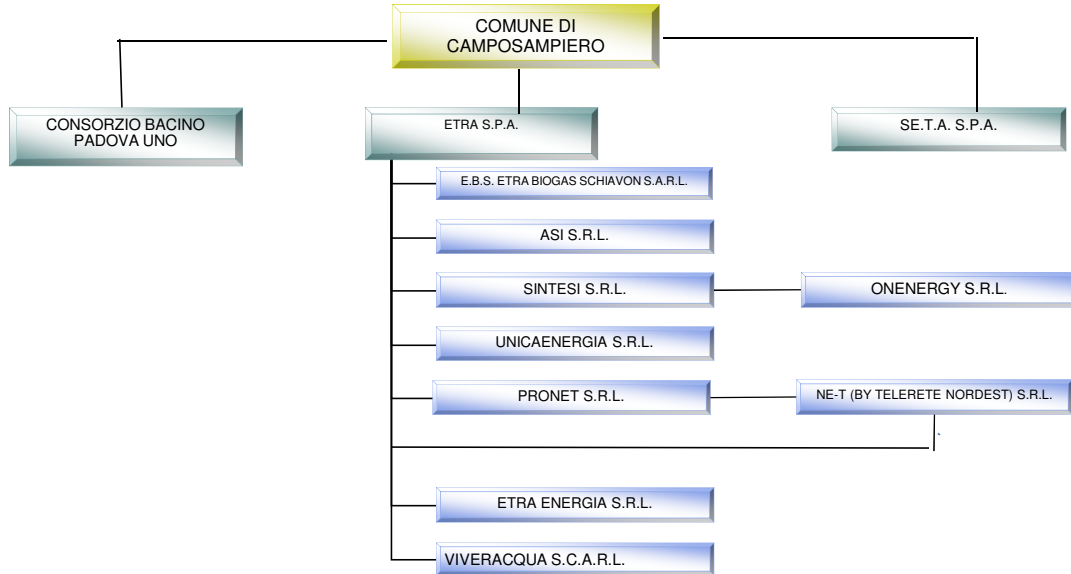 COMUNE DI
CAMPOSAMPIERO
CONSORZIO BACINO
PADOVA UNO
ETRA S.P.A.
SE.T.A. S.P.A.
E.B.S. ETRA BIOGAS SCHIAVON S.A.R.L.
ASI S.R.L.
SINTESI S.R.L.
ONENERGY S.R.L.
UNICAENERGIA S.R.L.
PRONET S.R.L.
NE-T (BY TELERETE NORDEST) S.R.L.
ETRA ENERGIA S.R.L.
VIVERACQUA S.C.A.R.L.